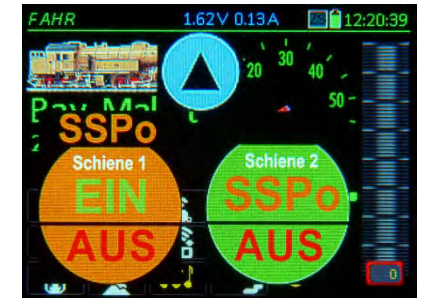 FAHR 1.62V 0.13A 12:20:39
20 30 40
50
SSPo
Schiene 1 Schiene 2
EIN SSPo
AUS AUS
0